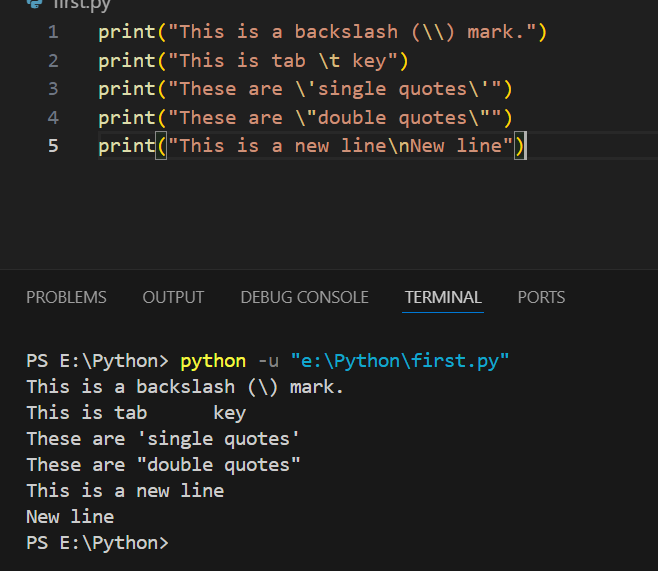 first.py
1 print("This is a backslash (\\) mark.")
2 print("This is tab \t key")
3 print("These are \'single quotes\'")
4 print("These are \"double quotes\"")
5 print("This is a new line\nNew line")
PROBLEMS OUTPUT DEBUG CONSOLE TERMINAL PORTS
PS E:\Python> python -u "e:\Python\first.py"
This is a backslash (\) mark.
This is tab      key
These are 'single quotes'
These are "double quotes"
This is a new line
New line
PS E:\Python>